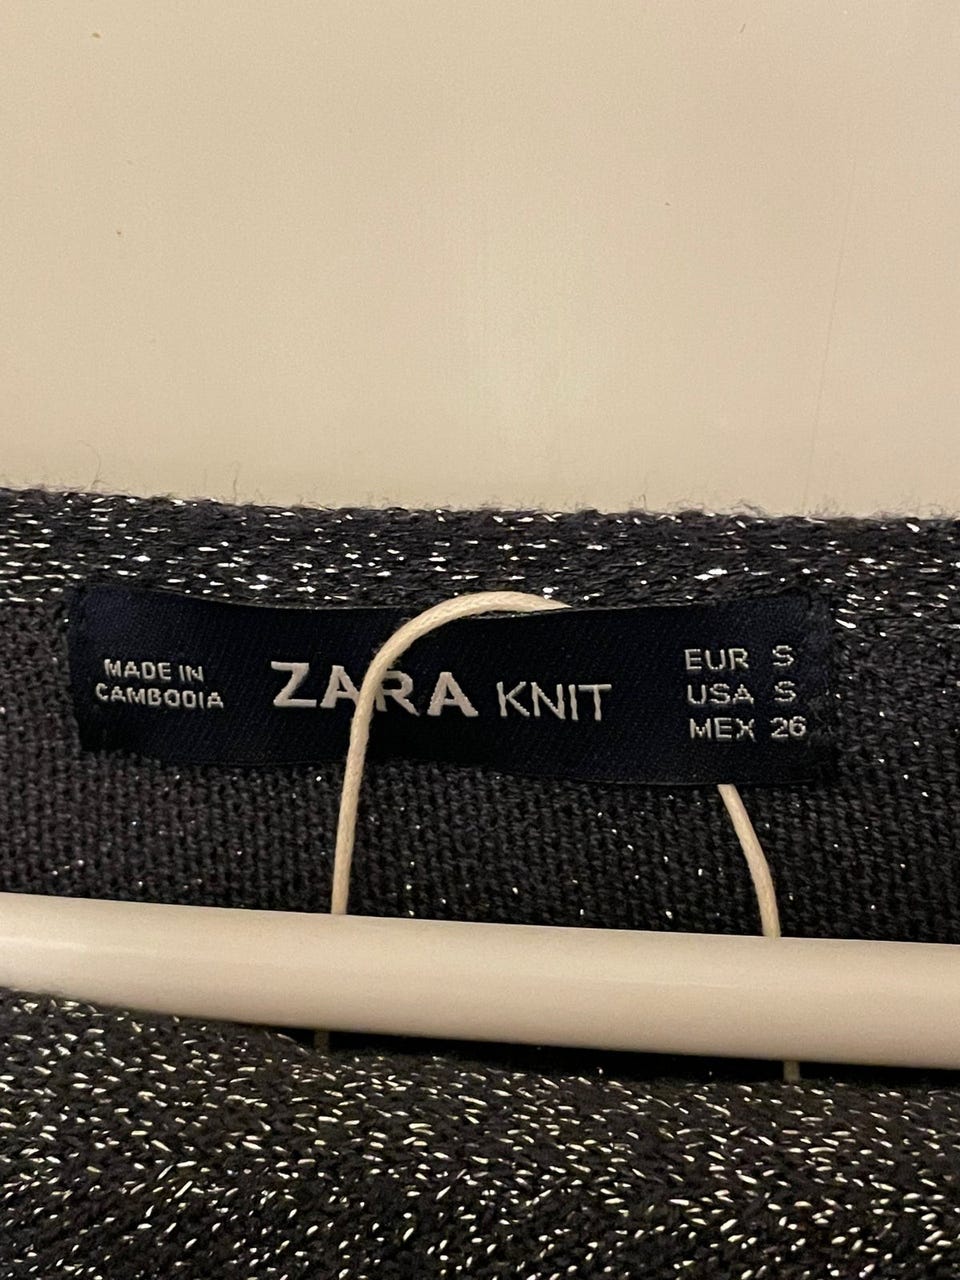 MADE IN
CAMBODIA
ZARA KNIT
EUR S
USA S
MEX 26